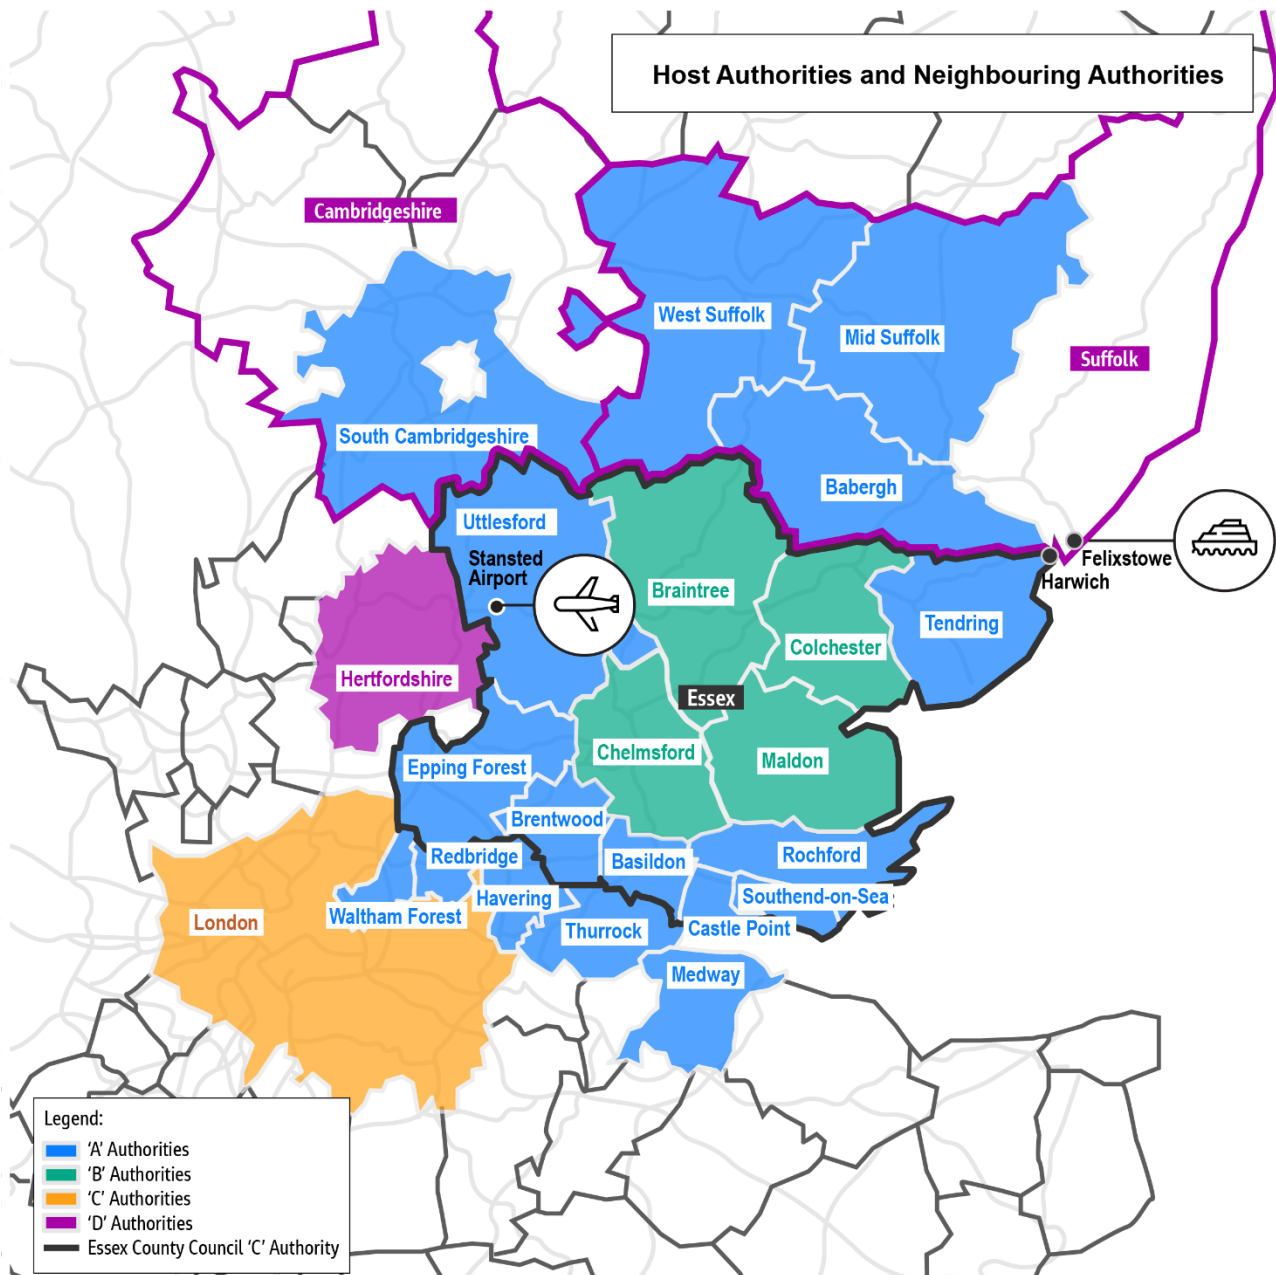 Host Authorities and Neighbouring Authorities
Cambridgeshire
West Suffolk
Mid Suffolk
Suffolk
South Cambridgeshire
Babergh
Uttlesford
Stansted
Airport
Felixstowe
Harwich
Braintree
Tendring
Colchester
Hertfordshire
Essex
Chelmsford
Maldon
Epping Forest
Brentwood
Redbridge
Basildon
Rochford
Havering
Southend-on-Sea
Waltham Forest
London
Thurrock
Castle Point
Medway
Legend:
'A' Authorities
'B' Authorities
'C' Authorities
'D' Authorities
Essex County Council 'C' Authority